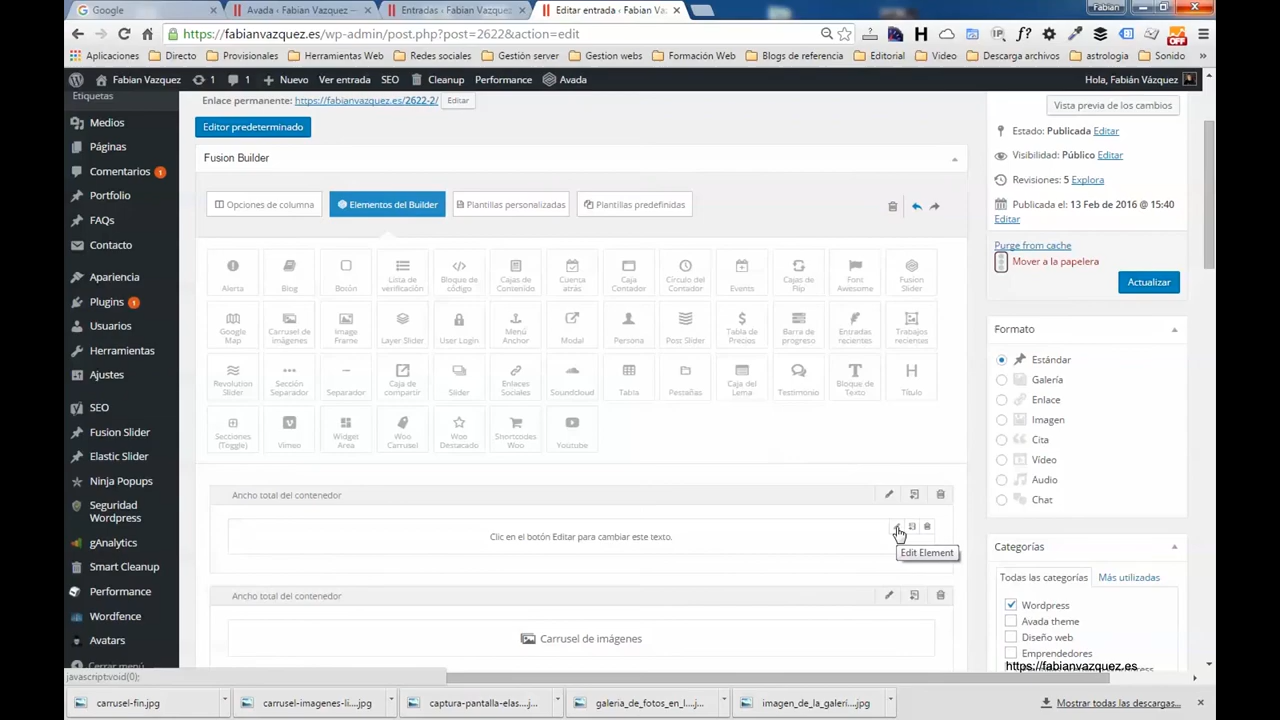 Google
Avada ‹ Fabian Vazquez —
Entradas ‹ Fabian Vazquez
Editar entrada ‹ Fabian Va
Fabian
https://fabianvazquez.es/wp-admin/post.php?post=2622&action=edit
Aplicaciones Directo Provisionales Herramientas Web Redes sociales Gestión server Gestion webs Formación Web Blogs de referencia Editorial Video Descarga archivos astrologia Sonido
Fabian Vazquez 1 1 Nuevo Ver entrada SEO Cleanup Performance Avada Hola, Fabián Vázquez
Etiquetas
Medios
Páginas
Comentarios 1
Portfolio
FAQs
Contacto
Apariencia
Plugins 1
Usuarios
Herramientas
Ajustes
SEO
Fusion Slider
Elastic Slider
Ninja Popups
Seguridad
Wordpress
gAnalytics
Smart Cleanup
Performance
Wordfence
Avatars
Cerrar menú
Enlace permanente: https://fabianvazquez.es/2622-2/ Editar
Editor predeterminado
Fusion Builder
Opciones de columna Elementos del Builder Plantillas personalizadas Plantillas predefinidas
Alerta
Blog
Botón
Lista de
verificación
Bloque de
código
Cajas de
Contenido
Cuenta
atrás
Caja
Contador
Círculo del
Contador
Events
Cajas de
Flip
Font
Awesome
Fusion
Slider
Google
Map
Carrusel de
imágenes
Image
Frame
Layer Slider
User Login
Menú
Anchor
Modal
Persona
Post Slider
Tabla de
Precios
Barra de
progreso
Entradas
recientes
Trabajos
recienses
Revolution
Slider
Sección
Separador
Separador
Caja de
compartir
Slider
Enlaces
Sociales
Soundcloud
Tabla
Pestañas
Caja del
Lema
Testimonio
Bloque de
Texto
Título
Secciones
(Toggle)
Vimeo
Widget
Area
Woo
Carrusel
Woo
Destacado
Shortcodes
Woo
Youtube
Ancho total del contenedor
Clic en el botón Editar para cambiar este texto.
Edit Element
Ancho total del contenedor
Carrusel de imágenes
Vista previa de los cambios
Estado: Publicada Editar
Visibilidad: Público Editar
Revisiones: 5 Explora
Publicada el: 13 Feb de 2016 @ 15:40
Editar
Purge from cache
Mover a la papelera
Actualizar
Formato
Estándar
Galería
Enlace
Imagen
Cita
Vídeo
Audio
Chat
Categorías
Todas las categorías Más utilizadas
Wordpress
Avada theme
Diseño web
Emprendedores
https://fabianvazquez.es
javascript:void(0);
carrusel-fin.jpg
carrusel-imagenes-li....jpg
captura-pantalla-elas....jpg
galeria_de_fotos_en_l....jpg
imagen_de_la_galeri....jpg
Mostrar todas las descargas...